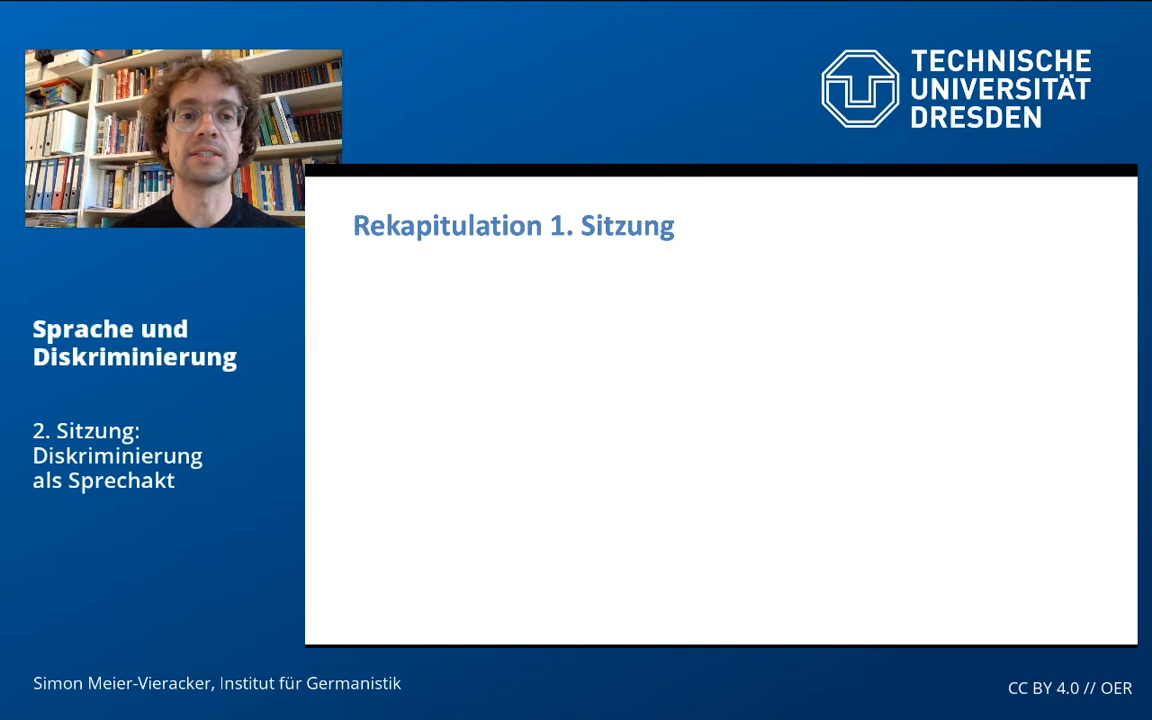 TECHNISCHE
UNIVERSITÄT
DRESDEN
Rekapitulation 1. Sitzung
Sprache und
Diskriminierung
2. Sitzung:
Diskriminierung
als Sprechakt
Simon Meier-Vieracker, Institut für Germanistik
CC BY 4.0 // OER